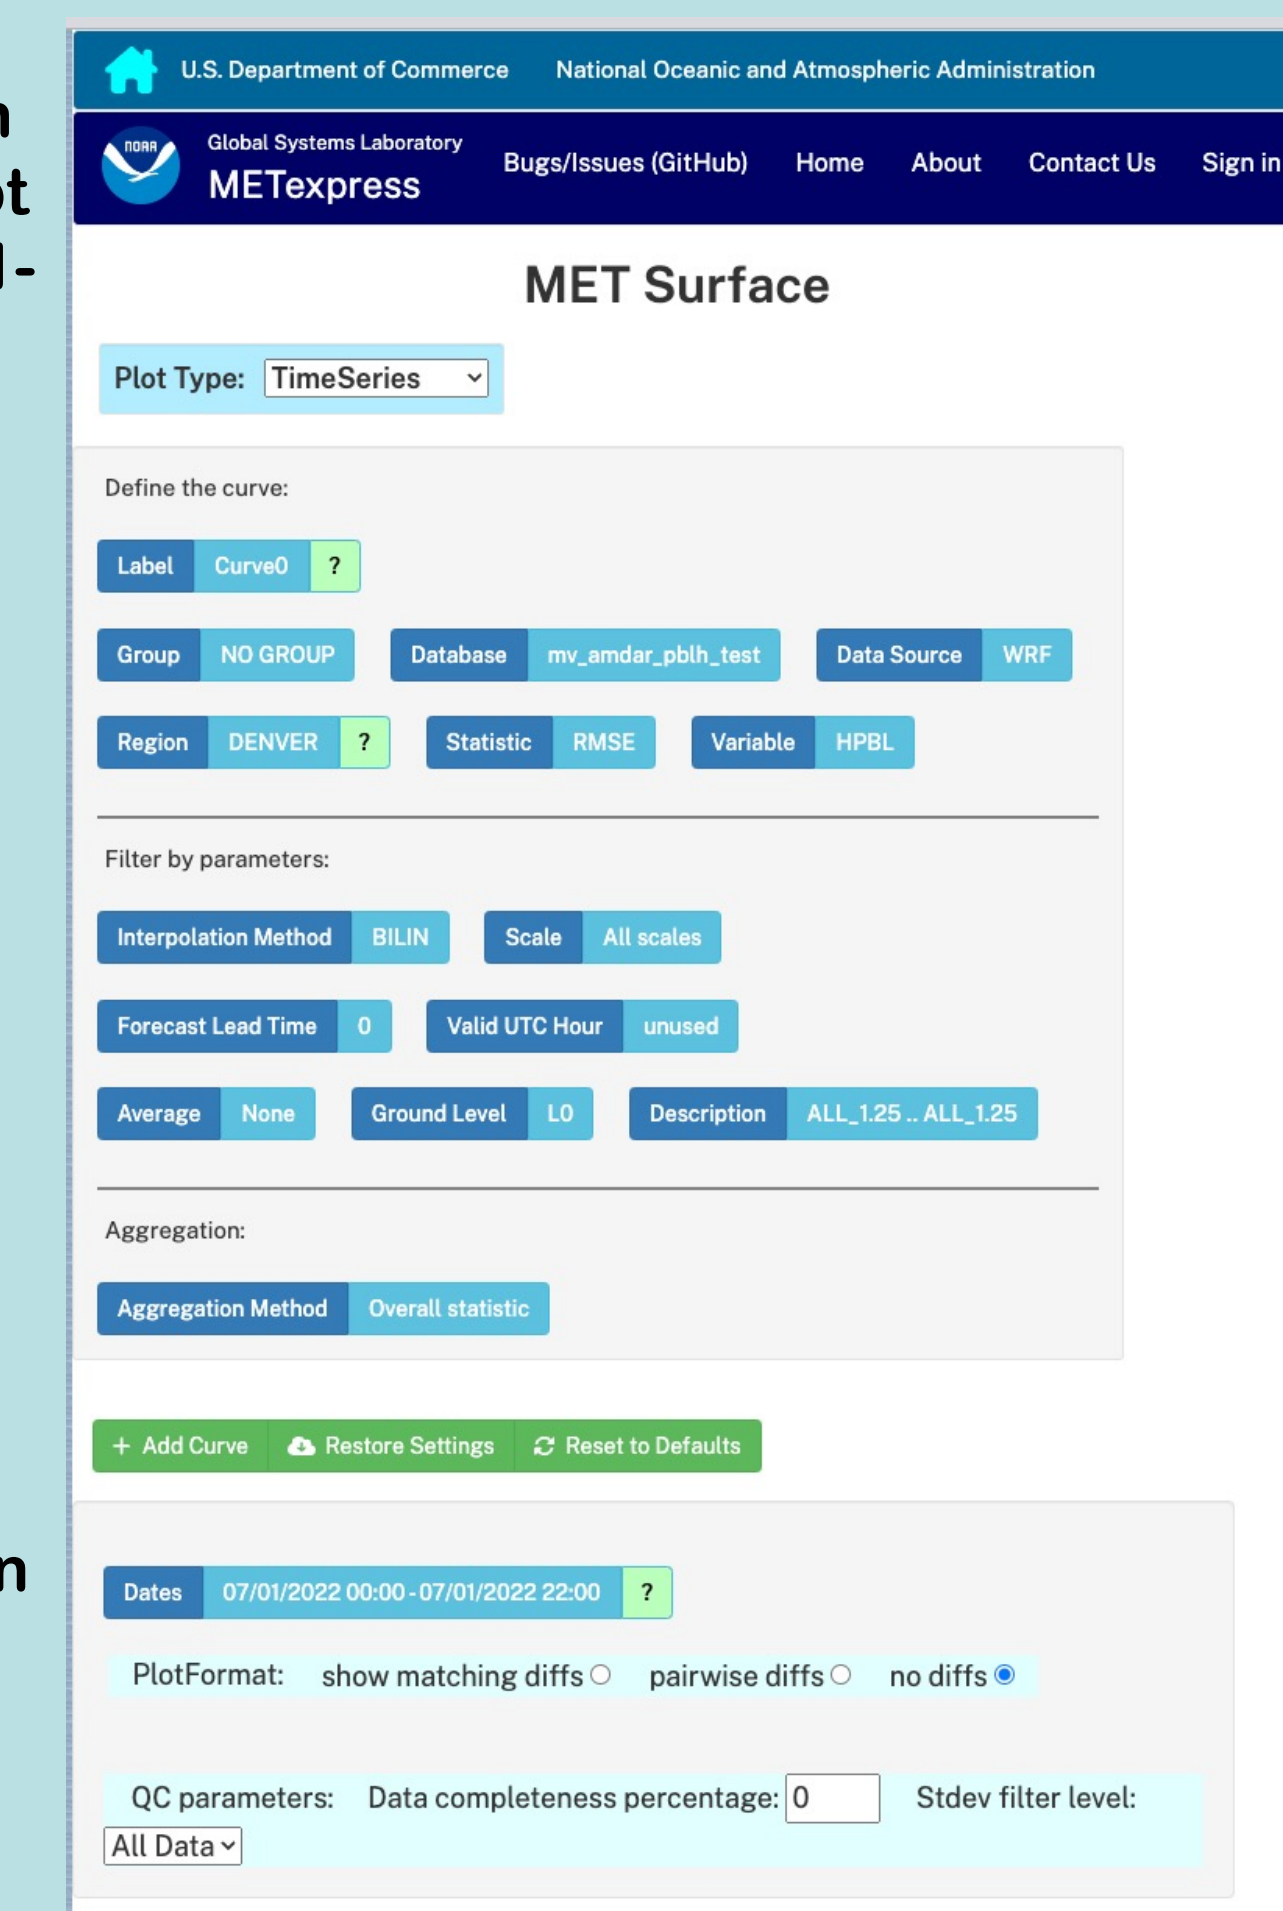 U.S. Department of Commerce National Oceanic and Atmospheric Administration
NOAA
Global Systems Laboratory
METexpress
Bugs/Issues (GitHub) Home About Contact Us Sign in
MET Surface
Plot Type: TimeSeries
Define the curve:
Label Curve0 ?
Group NO GROUP Database mv_amdar_pblh_test Data Source WRF
Region DENVER ? Statistic RMSE Variable HPBL
Filter by parameters:
Interpolation Method BILIN Scale All scales
Forecast Lead Time 0 Valid UTC Hour unused
Average None Ground Level L0 Description ALL_1.25 .. ALL_1.25
Aggregation:
Aggregation Method Overall statistic
+ Add Curve Restore Settings Reset to Defaults
Dates 07/01/2022 00:00 - 07/01/2022 22:00 ?
PlotFormat: show matching diffs pairwise diffs no diffs
QC parameters: Data completeness percentage: 0 Stdev filter level:
All Data